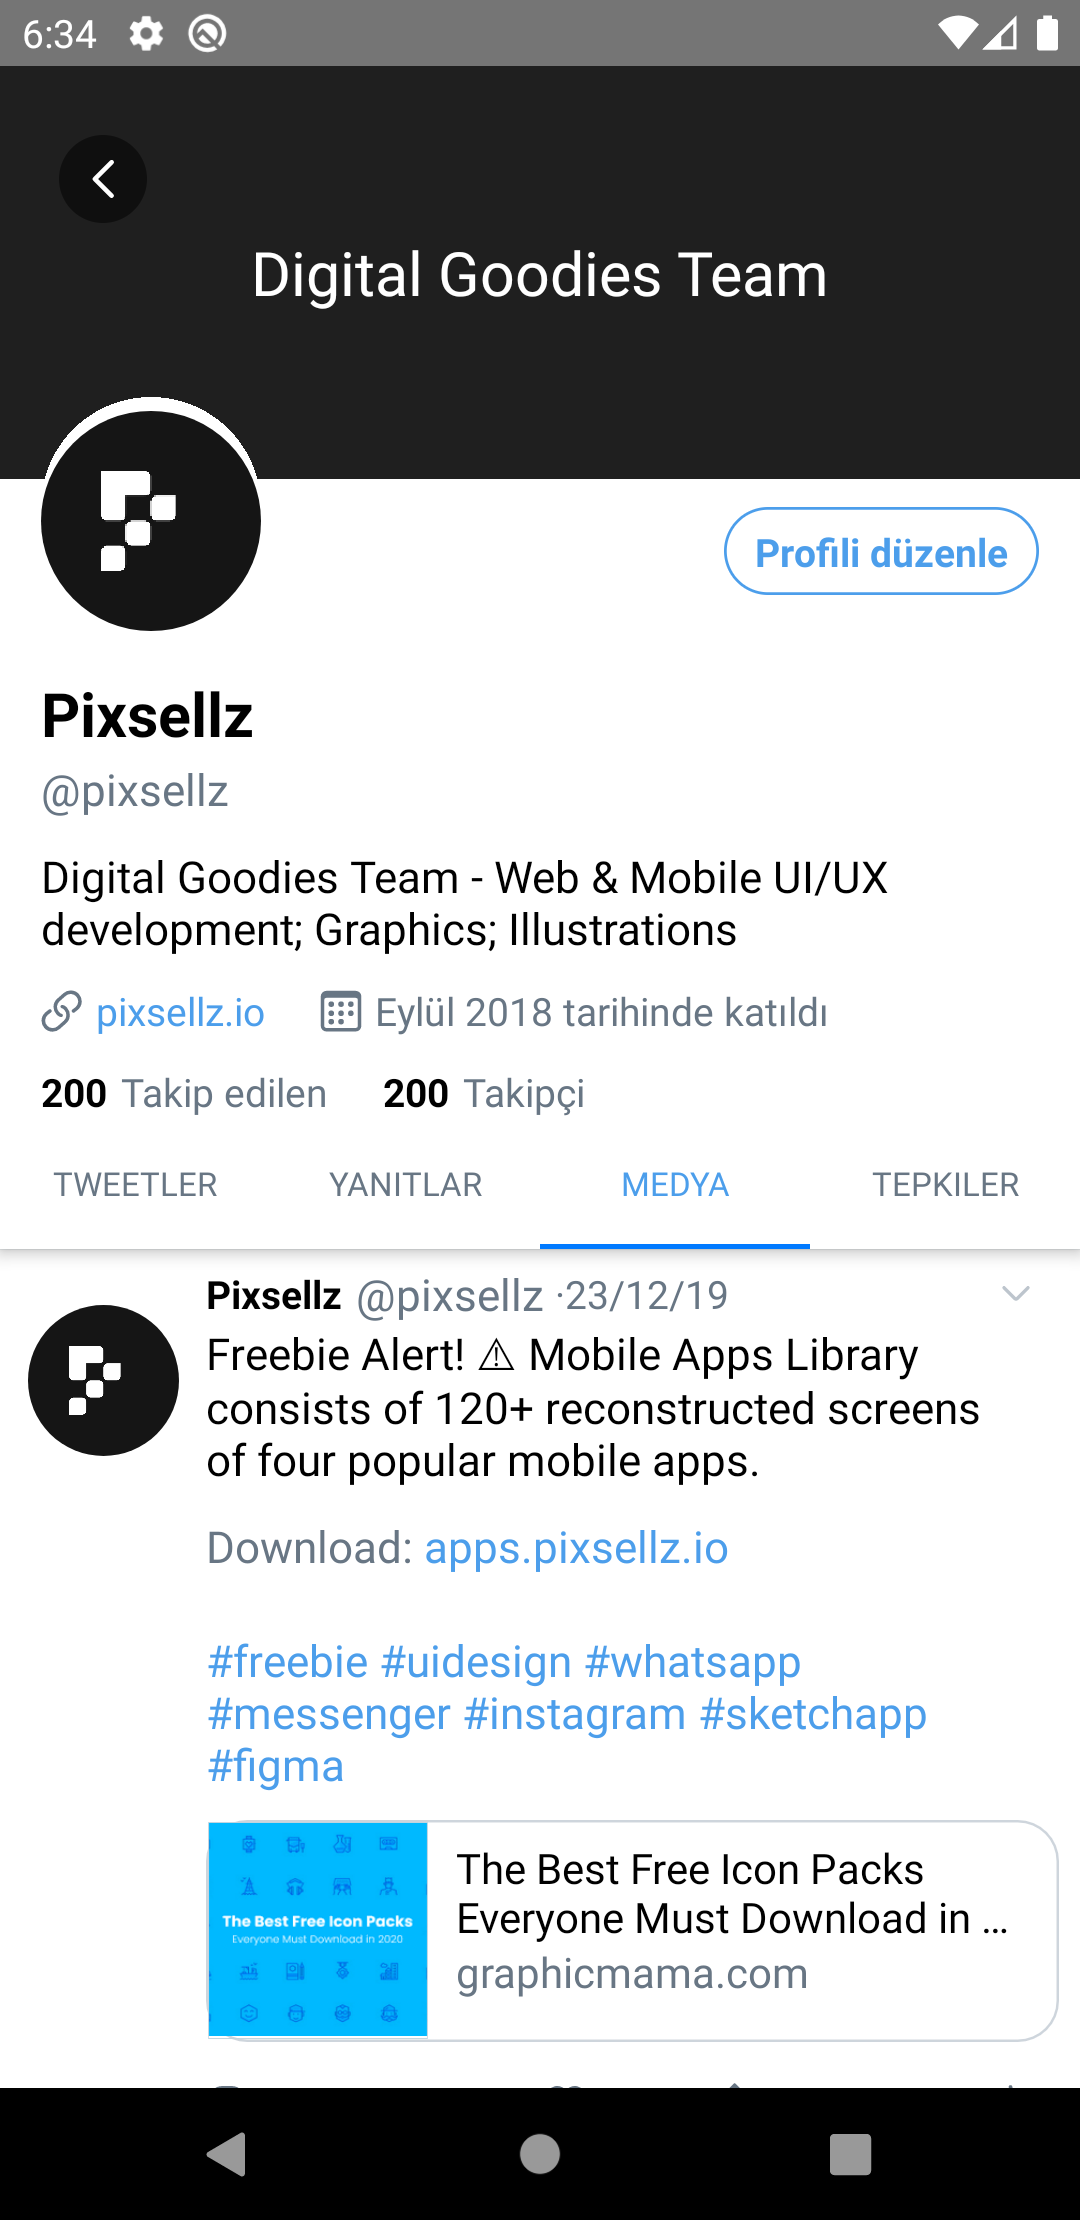 6:34
Digital Goodies Team
Profili düzenle
Pixsellz
@pixsellz
Digital Goodies Team - Web & Mobile UI/UX
development; Graphics; Illustrations
pixsellz.io Eylül 2018 tarihinde katıldı
200 Takip edilen 200 Takipçi
TWEETLER YANITLAR MEDYA TEPKILER
Pixsellz @pixsellz ·23/12/19
Freebie Alert! ⚠ Mobile Apps Library
consists of 120+ reconstructed screens
of four popular mobile apps.
Download: apps.pixsellz.io
#freebie #uidesign #whatsapp
#messenger #instagram #sketchapp
#figma
The Best Free Icon Packs
Everyone Must Download in 2020
The Best Free Icon Packs
Everyone Must Download in ...
graphicmama.com